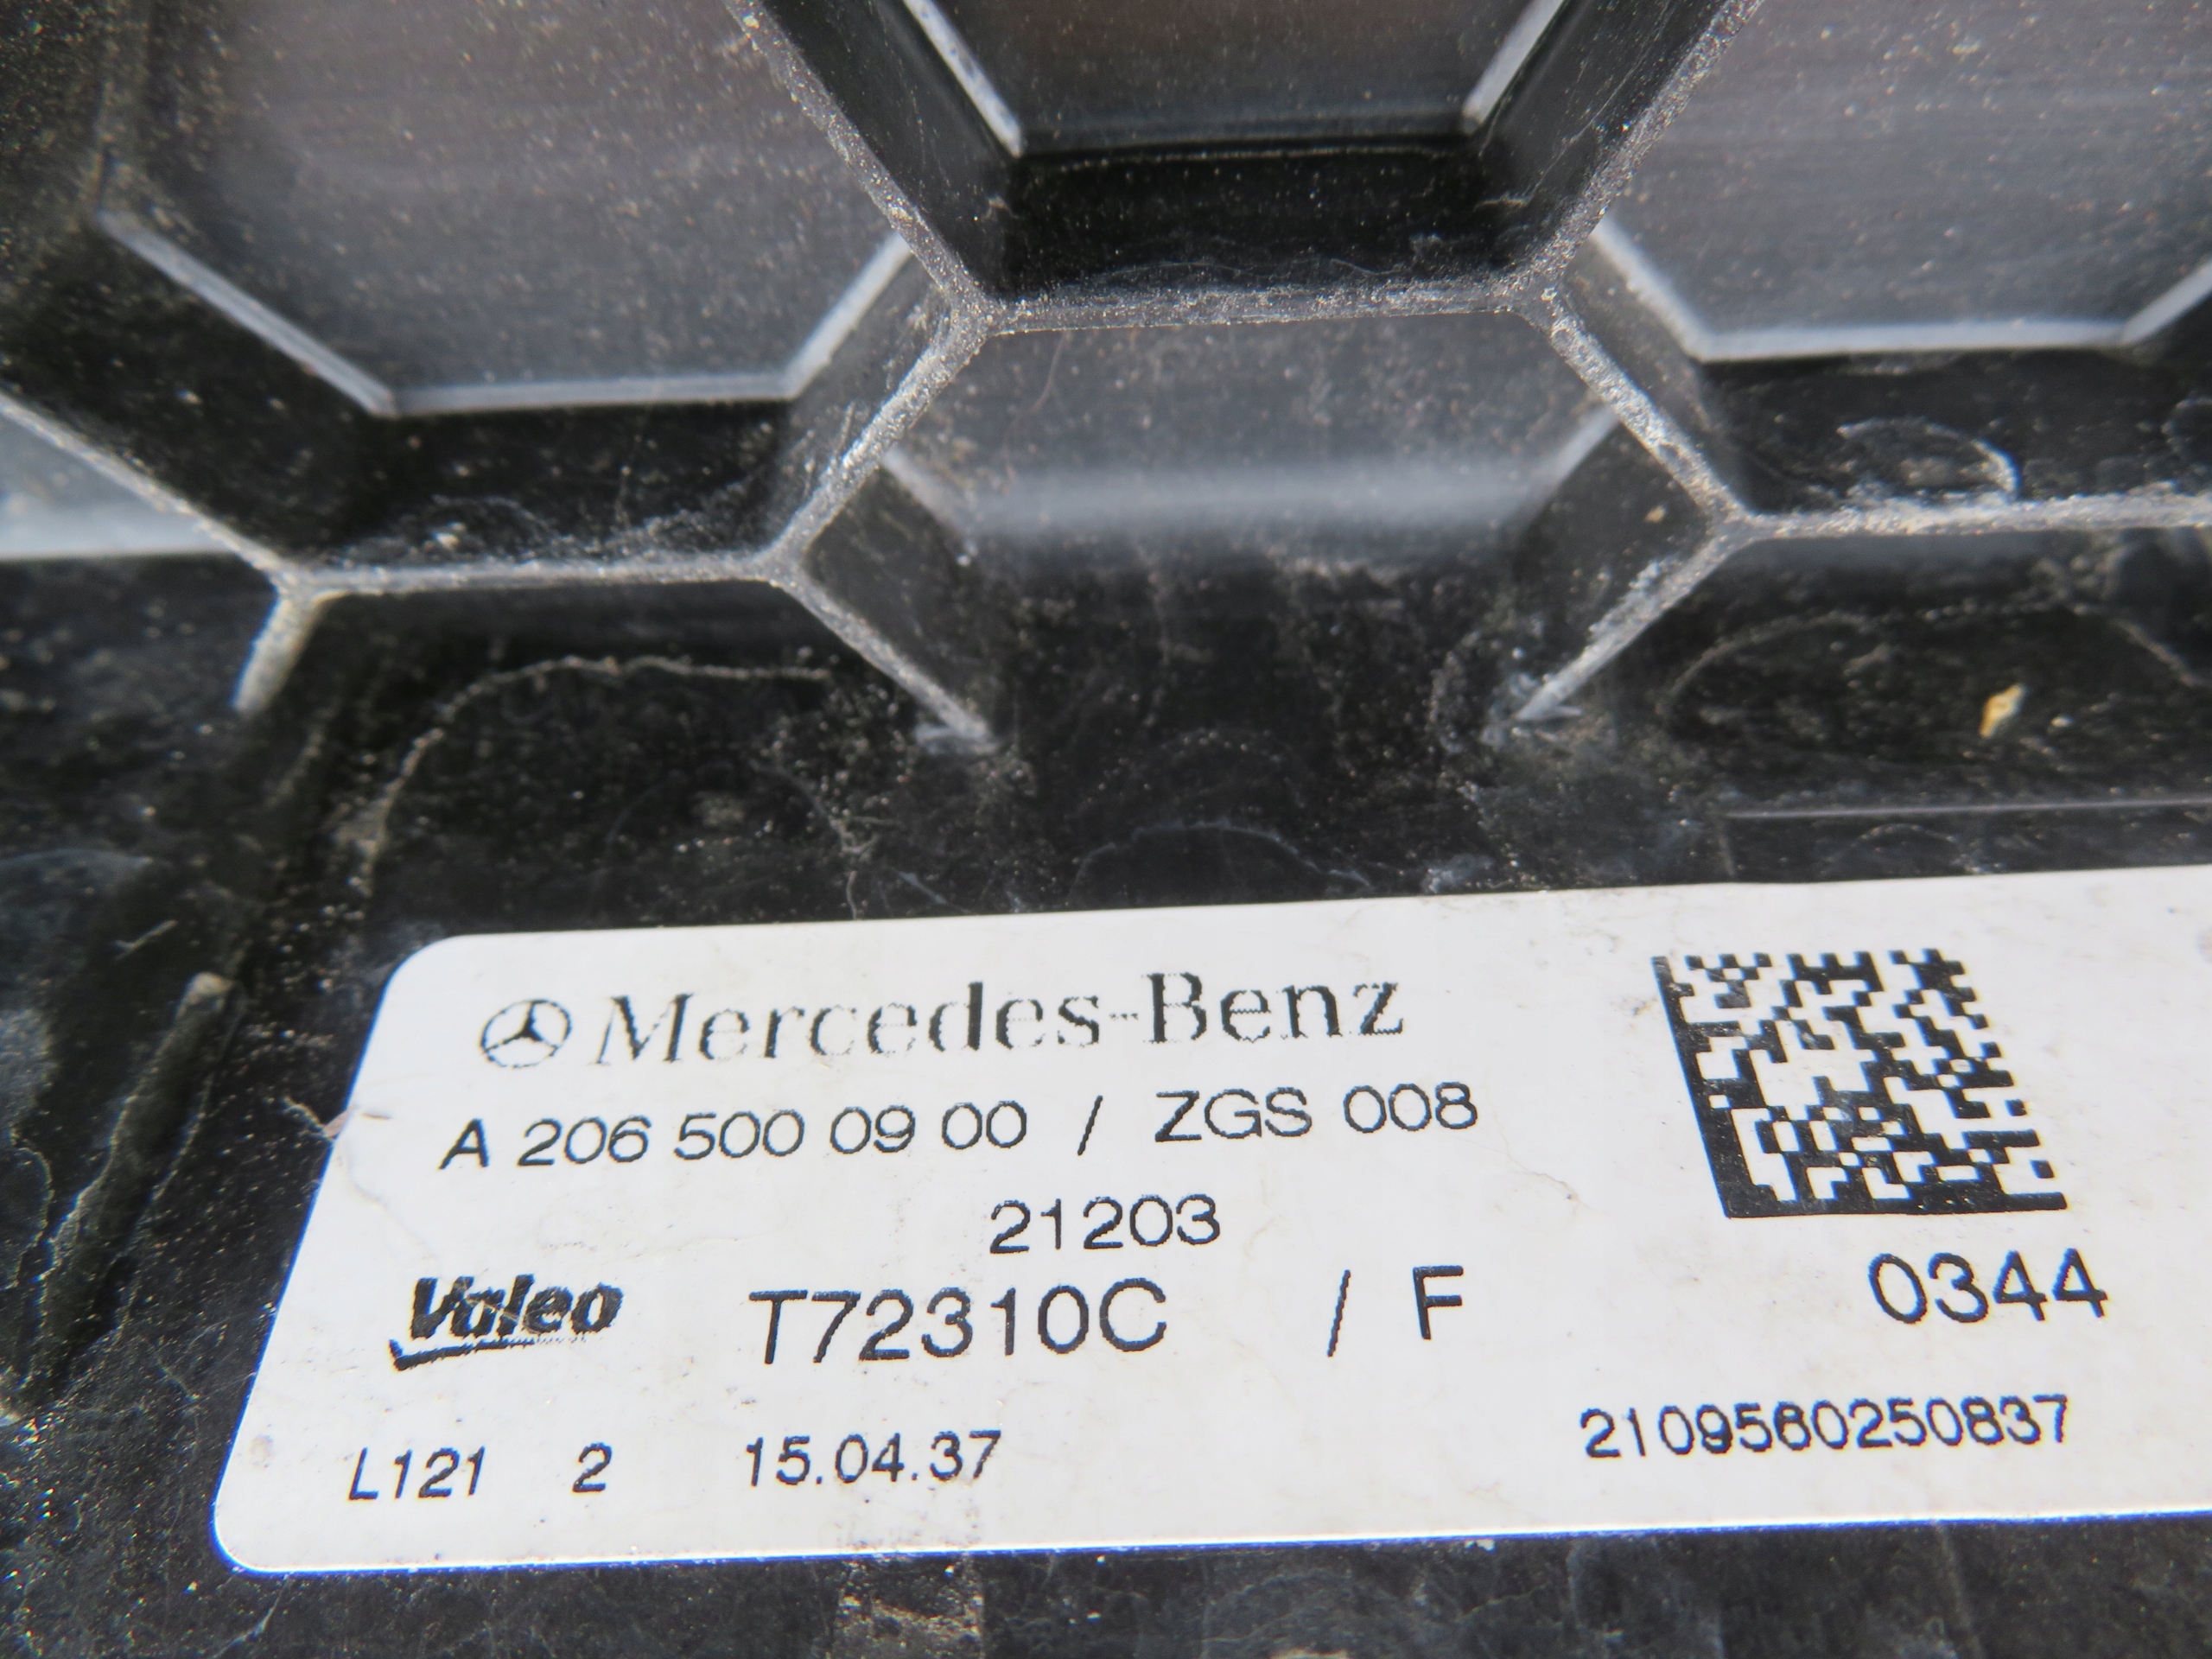 Mercedes-Benz
A 206 500 09 00 / ZGS 008
21203
Valeo T72310C / F 0344
L121 2 15.04.37 2109560250837